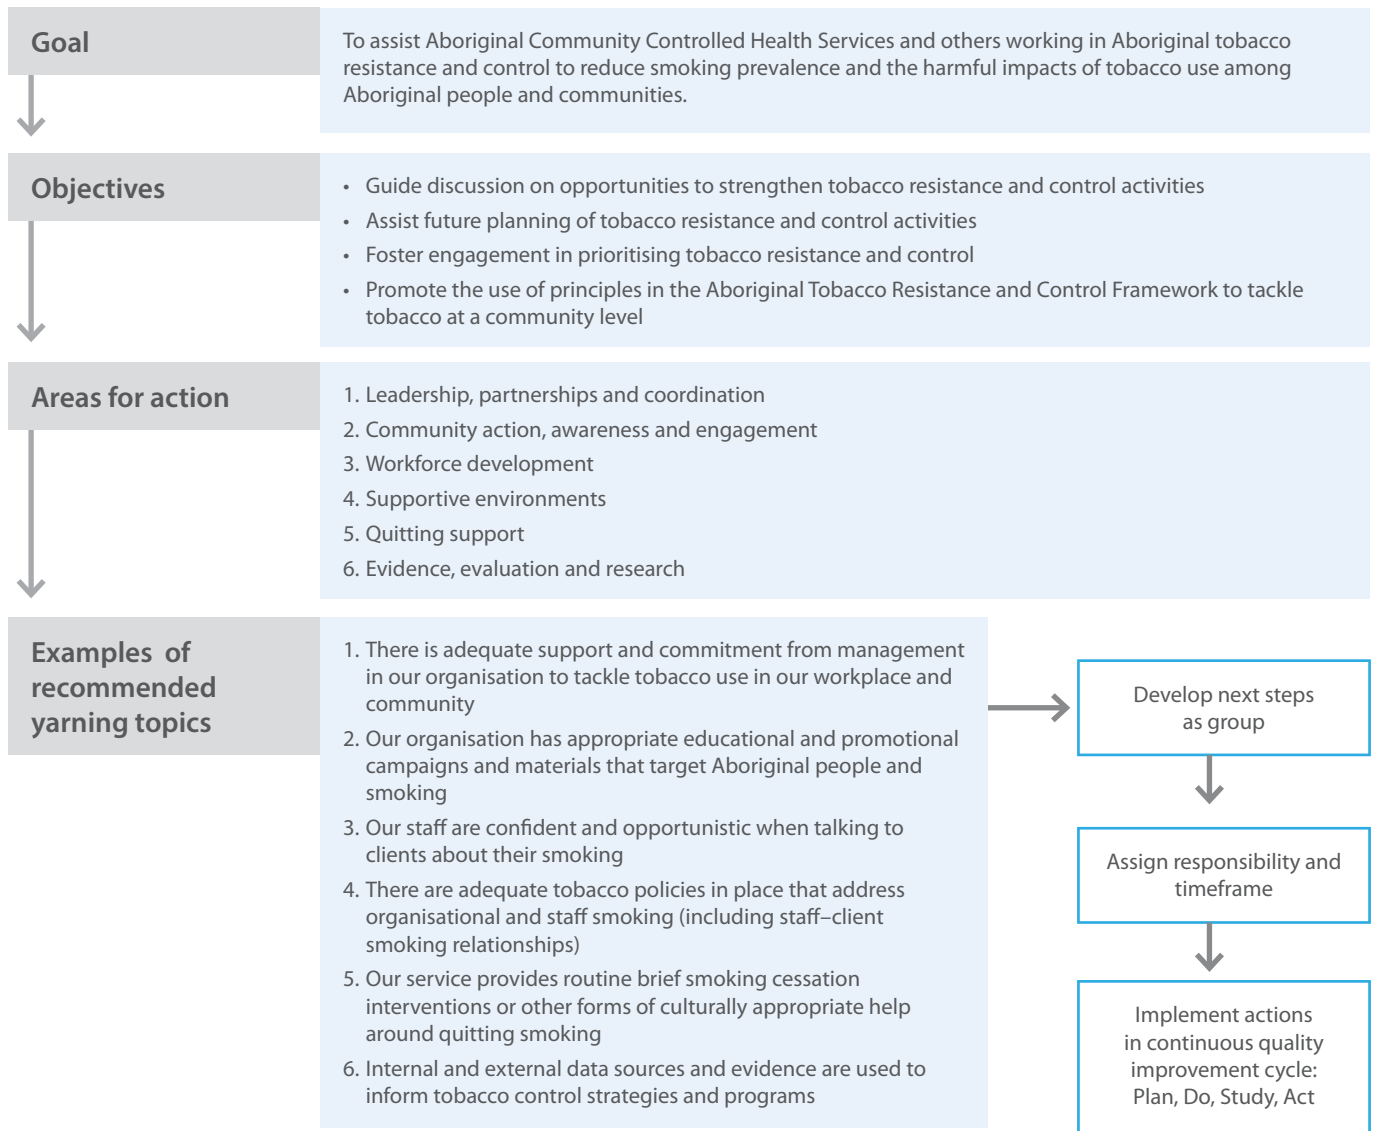 Goal
To assist Aboriginal Community Controlled Health Services and others working in Aboriginal tobacco
resistance and control to reduce smoking prevalence and the harmful impacts of tobacco use among
Aboriginal people and communities.
Objectives
• Guide discussion on opportunities to strengthen tobacco resistance and control activities
• Assist future planning of tobacco resistance and control activities
• Foster engagement in prioritising tobacco resistance and control
• Promote the use of principles in the Aboriginal Tobacco Resistance and Control Framework to tackle
tobacco at a community level
Areas for action
1. Leadership, partnerships and coordination
2. Community action, awareness and engagement
3. Workforce development
4. Supportive environments
5. Quitting support
6. Evidence, evaluation and research
Examples of
recommended
yarning topics
1. There is adequate support and commitment from management
in our organisation to tackle tobacco use in our workplace and
community
2. Our organisation has appropriate educational and promotional
campaigns and materials that target Aboriginal people and
smoking
3. Our staff are confident and opportunistic when talking to
clients about their smoking
4. There are adequate tobacco policies in place that address
organisational and staff smoking (including staff–client
smoking relationships)
5. Our service provides routine brief smoking cessation
interventions or other forms of culturally appropriate help
around quitting smoking
6. Internal and external data sources and evidence are used to
inform tobacco control strategies and programs
Develop next steps
as group
Assign responsibility and
timeframe
Implement actions
in continuous quality
improvement cycle:
Plan, Do, Study, Act